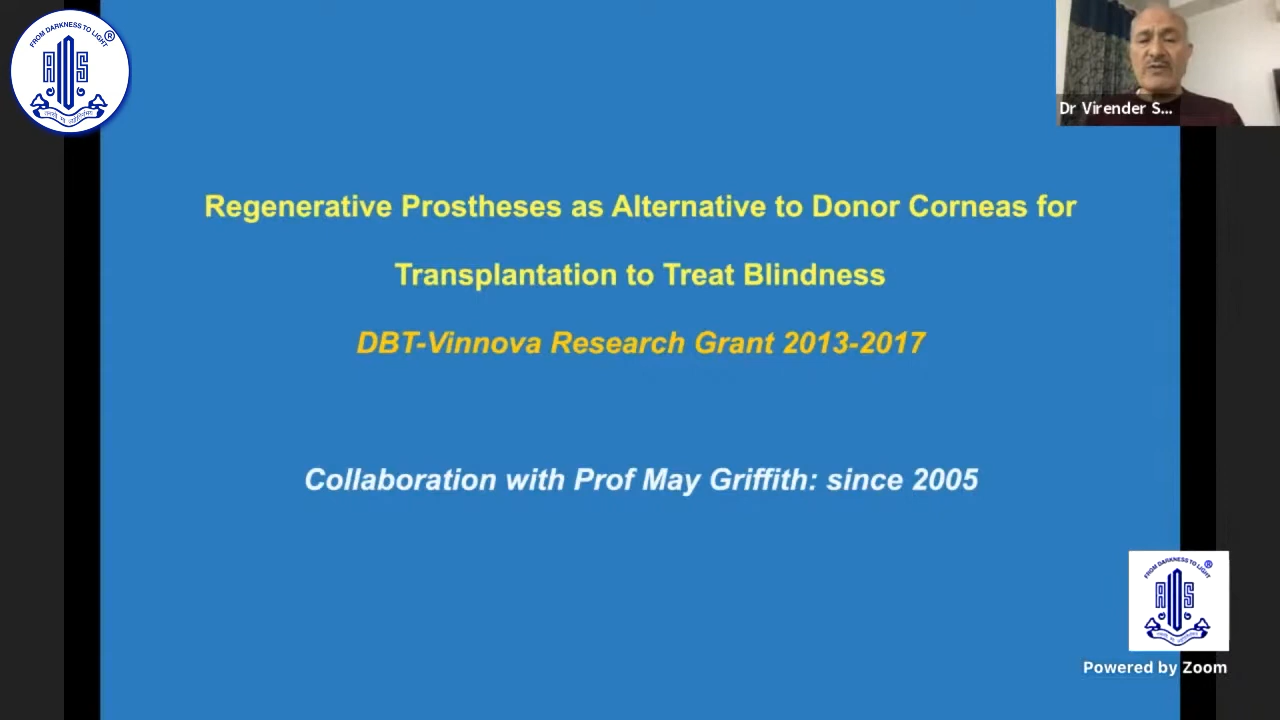 FROM DARKNESS TO LIGHT
®
AIOS
Dr Virender S...
Regenerative Prostheses as Alternative to Donor Corneas for
Transplantation to Treat Blindness
DBT-Vinnova Research Grant 2013-2017
Collaboration with Prof May Griffith: since 2005
FROM DARKNESS TO LIGHT
®
AIOS
Powered by Zoom